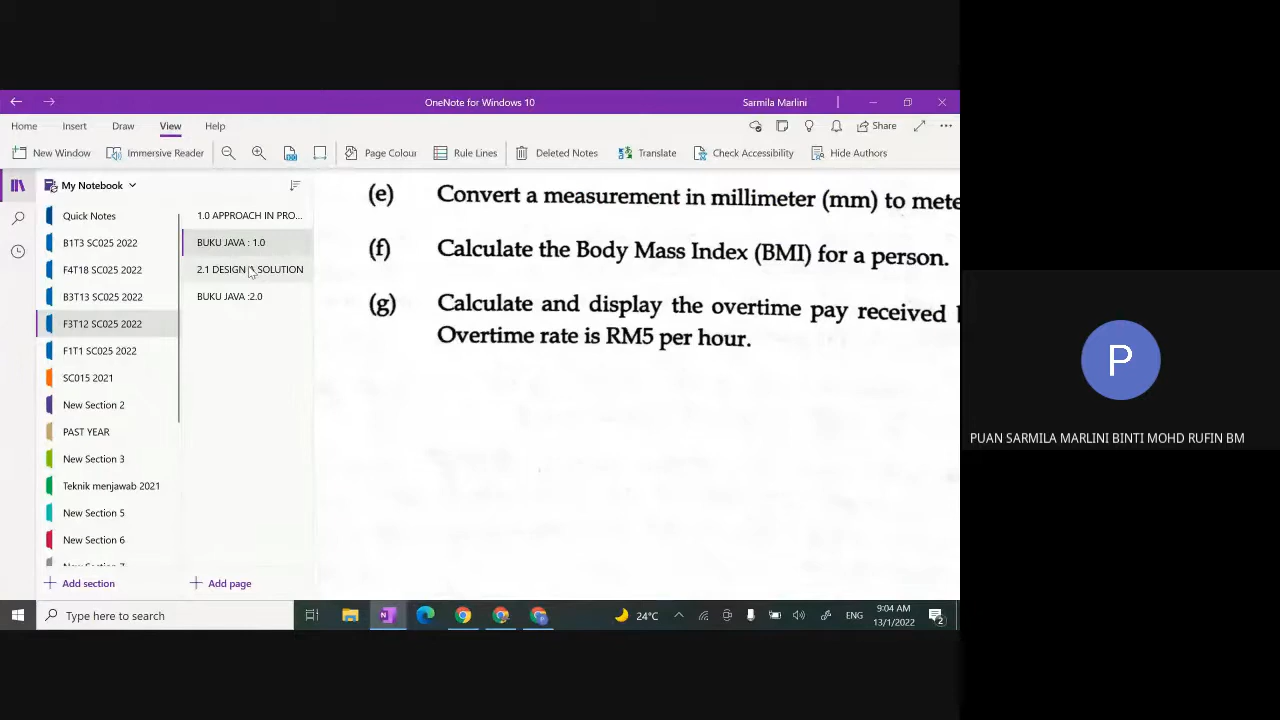 OneNote for Windows 10
Sarmila Marlini
Home Insert Draw View Help
Share
New Window Immersive Reader Page Colour Rule Lines Deleted Notes Translate Check Accessibility Hide Authors
My Notebook
Quick Notes
B1T3 SC025 2022
F4T18 SC025 2022
B3T13 SC025 2022
F3T12 SC025 2022
F1T1 SC025 2022
SC015 2021
New Section 2
PAST YEAR
New Section 3
Teknik menjawab 2021
New Section 5
New Section 6
Add section
1.0 APPROACH IN PRO...
BUKU JAVA : 1.0
2.1 DESIGN SOLUTION
BUKU JAVA :2.0
Add page
(e) Convert a measurement in millimeter (mm) to mete
(f) Calculate the Body Mass Index (BMI) for a person.
(g) Calculate and display the overtime pay received
Overtime rate is RM5 per hour.
P
PUAN SARMILA MARLINI BINTI MOHD RUFIN BM
Type here to search
24°C
ENG
9:04 AM
13/1/2022
2